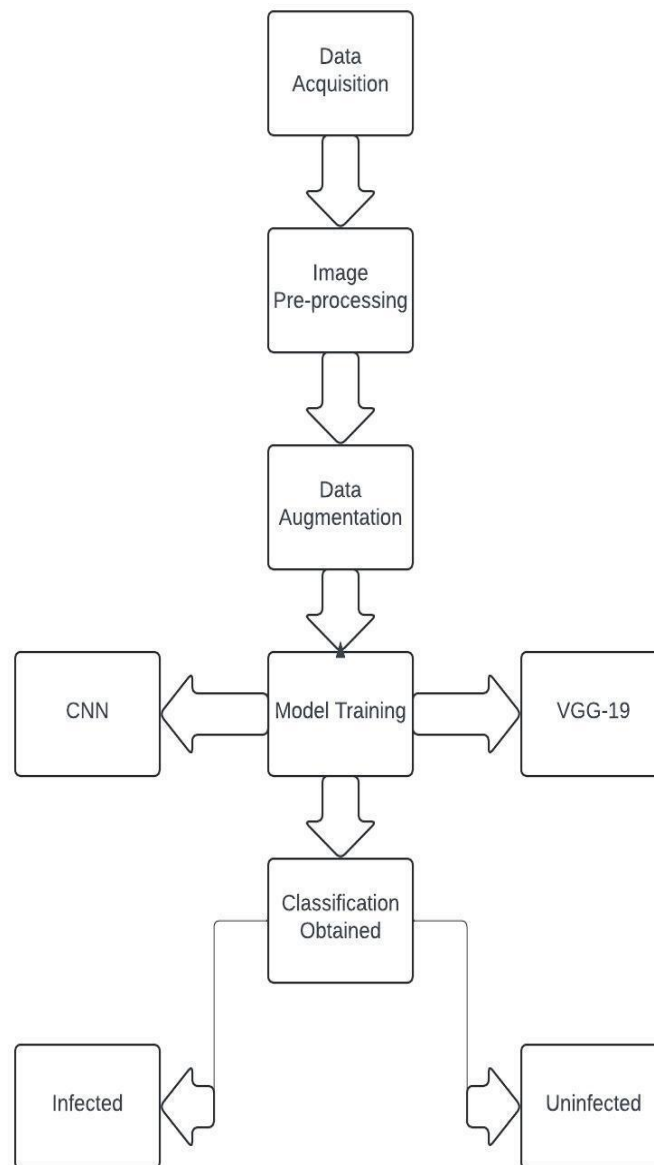 Data
Acquisition
Image
Pre-processing
Data
Augmentation
CNN
Model Training
VGG-19
Classification
Obtained
Infected
Uninfected